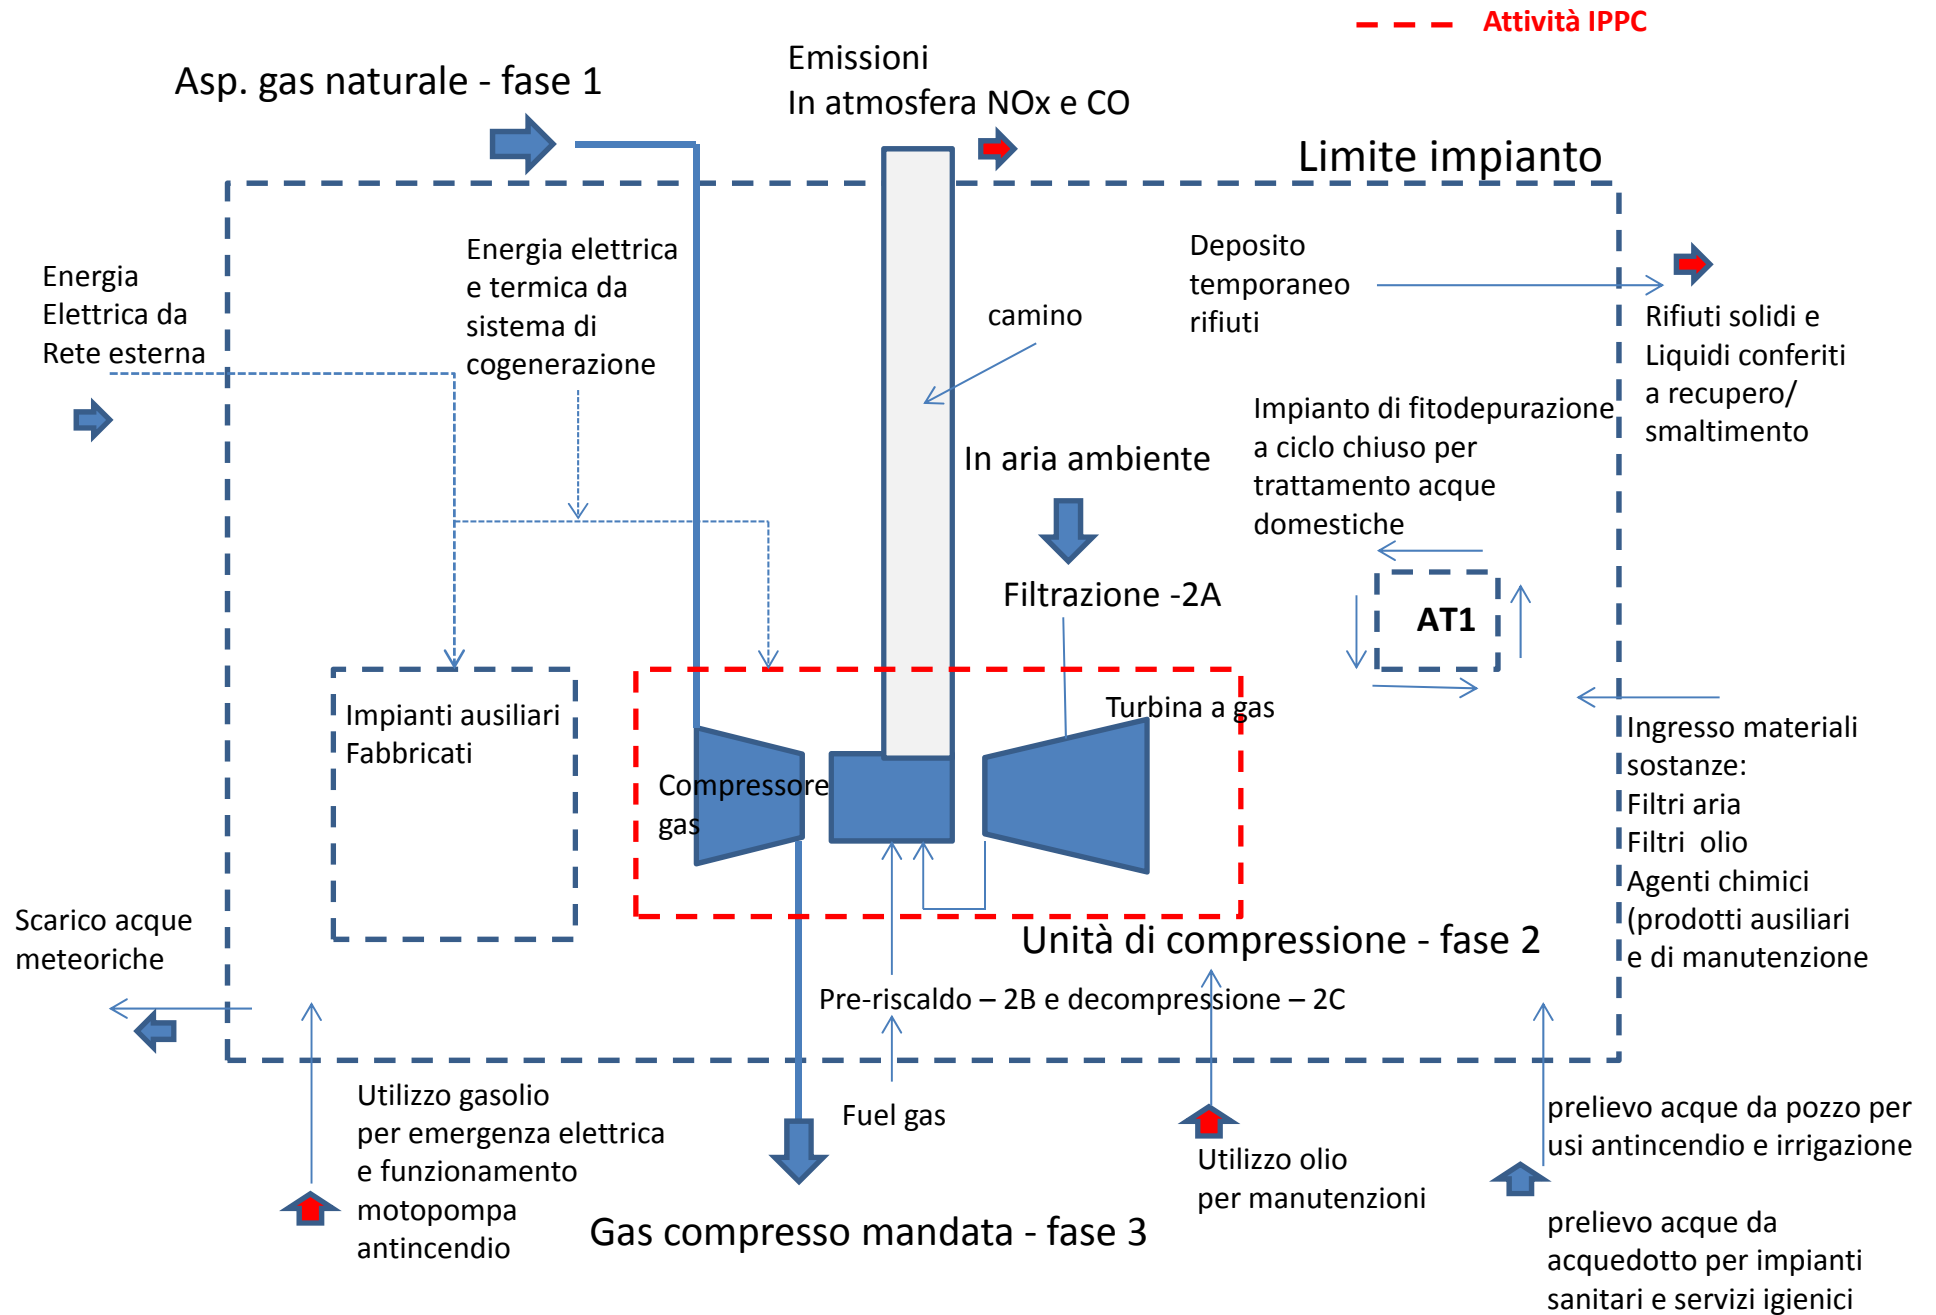 Attività IPPC
Asp. gas naturale - fase 1
Emissioni
In atmosfera NOx e CO
Limite impianto
Energia
Elettrica da
Rete esterna
Energia elettrica
e termica da
sistema di
cogenerazione
camino
Deposito
temporaneo
rifiuti
Rifiuti solidi e
Liquidi conferiti
a recupero/
smaltimento
In aria ambiente
Impianto di fitodepurazione
a ciclo chiuso per
trattamento acque
domestiche
Filtrazione -2A
AT1
Impianti ausiliari
Fabbricati
Turbina a gas
Compressore
gas
Ingresso materiali
sostanze:
Filtri aria
Filtri olio
Agenti chimici
(prodotti ausiliari
e di manutenzione
Scarico acque
meteoriche
Unità di compressione - fase 2
Pre-riscaldo – 2B e decompressione – 2C
Utilizzo gasolio
per emergenza elettrica
e funzionamento
motopompa
antincendio
Fuel gas
Utilizzo olio
per manutenzioni
prelievo acque da pozzo per
usi antincendio e irrigazione
Gas compresso mandata - fase 3
prelievo acque da
acquedotto per impianti
sanitari e servizi igienici